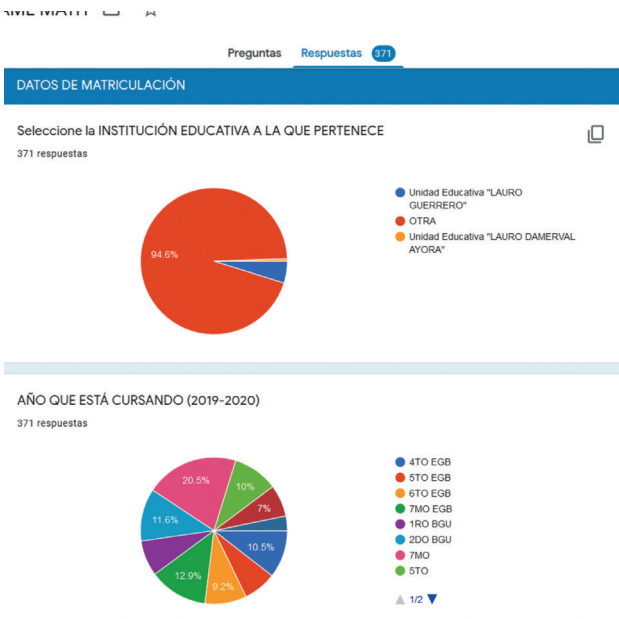 Preguntas Respuestas 371
DATOS DE MATRICULACIÓN
Seleccione la INSTITUCIÓN EDUCATIVA A LA QUE PERTENECE
371 respuestas
94.6%
Unidad Educativa "LAURO
GUERRERO"
OTRA
Unidad Educativa "LAURO DAMERVAL
AYORA"
AÑO QUE ESTÁ CURSANDO (2019-2020)
371 respuestas
20.5%
10%
7%
11.6%
10.5%
12.9%
9.2%
4TO EGB
5TO EGB
6TO EGB
7MO EGB
1RO BGU
2DO BGU
7MO
5TO
1/2